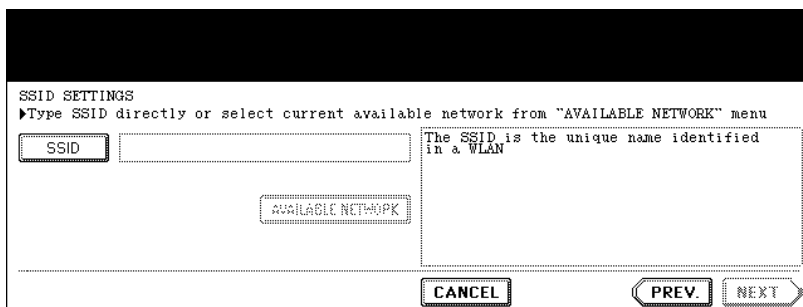 SSID SETTINGS
▶Type SSID directly or select current available network from "AVAILABLE NETWORK" menu
SSID
The SSID is the unique name identified
in a WLAN
AVAILABLE NETWORK
CANCEL
PREV.
NEXT